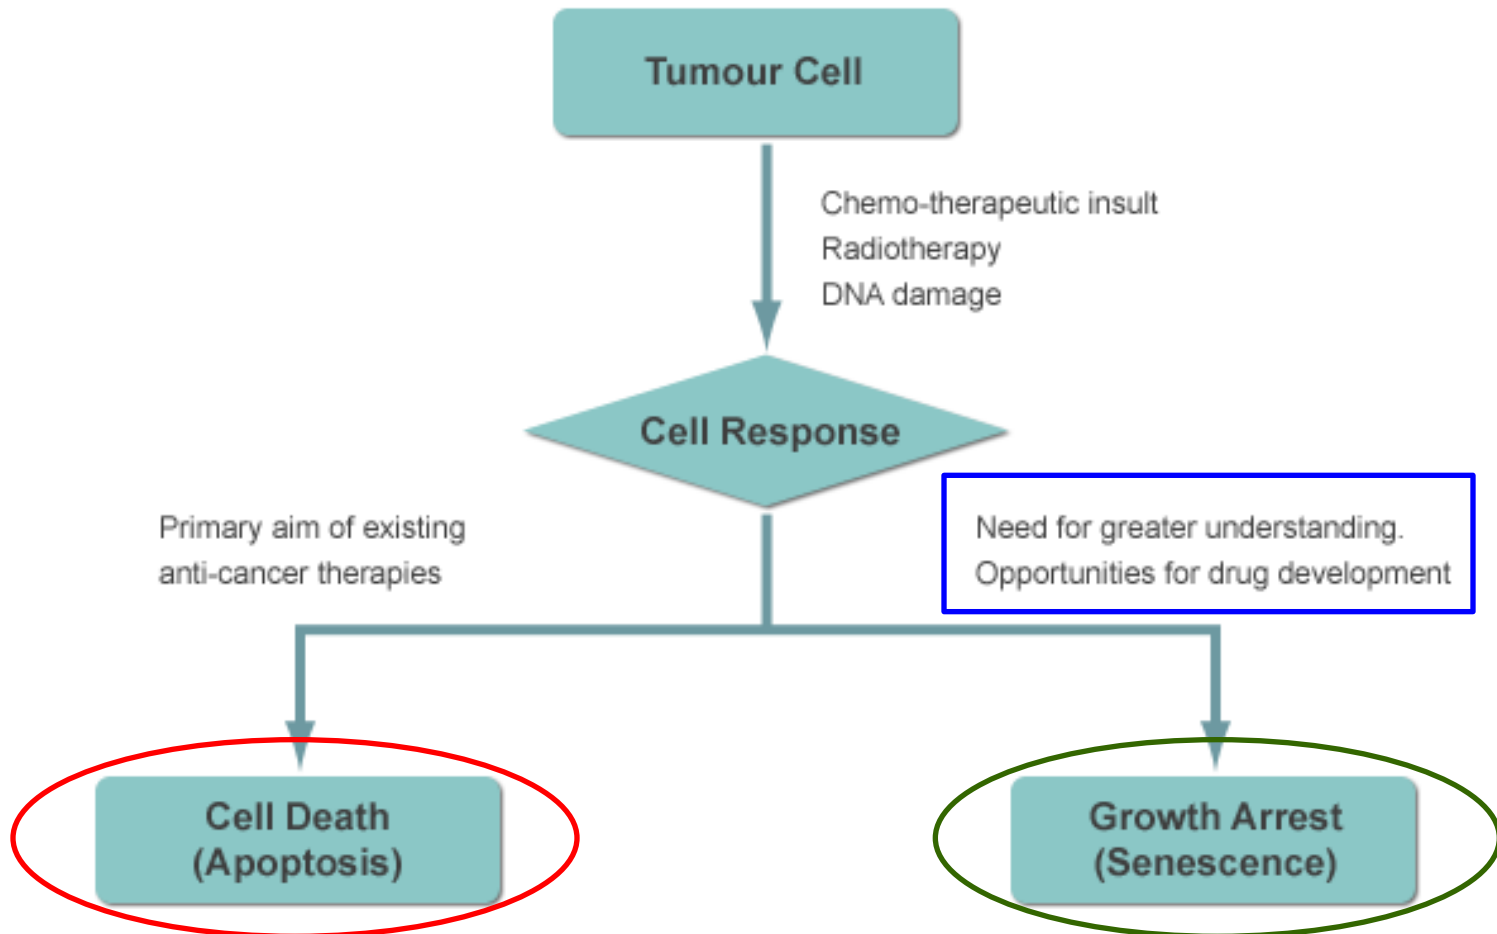 Tumour Cell
Chemo-therapeutic insult
Radiotherapy
DNA damage
Cell Response
Primary aim of existing
anti-cancer therapies
Need for greater understanding.
Opportunities for drug development
Cell Death
(Apoptosis)
Growth Arrest
(Senescence)